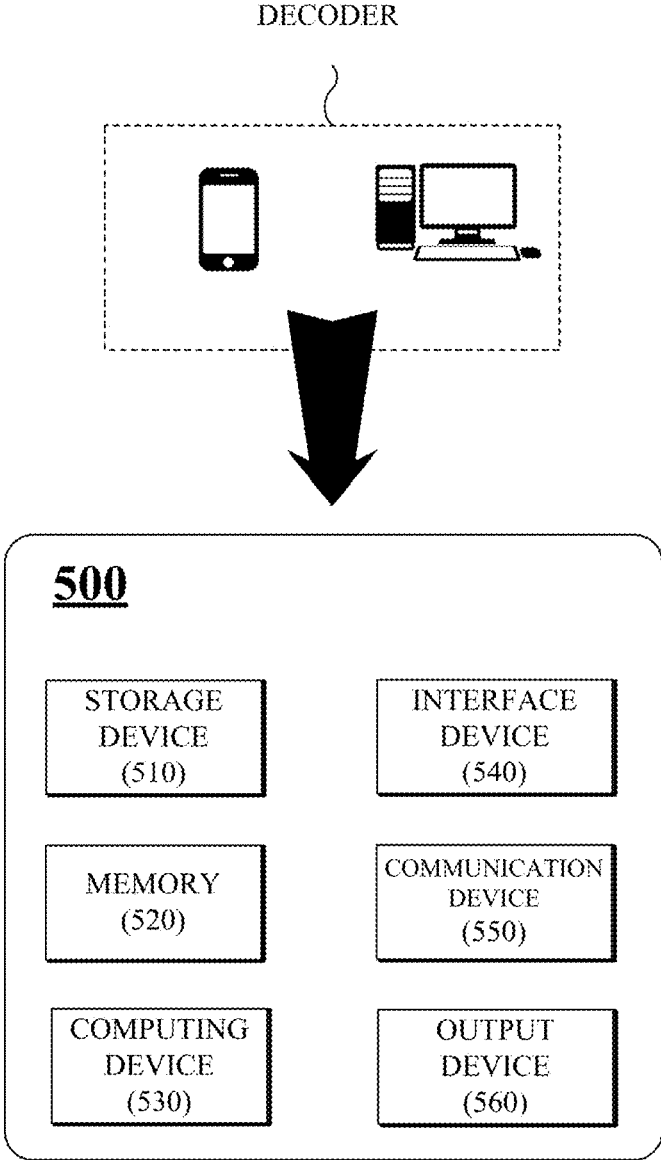 DECODER
500
STORAGE
DEVICE
(510)
INTERFACE
DEVICE
(540)
MEMORY
(520)
COMMUNICATION
DEVICE
(550)
COMPUTING
DEVICE
(530)
OUTPUT
DEVICE
(560)